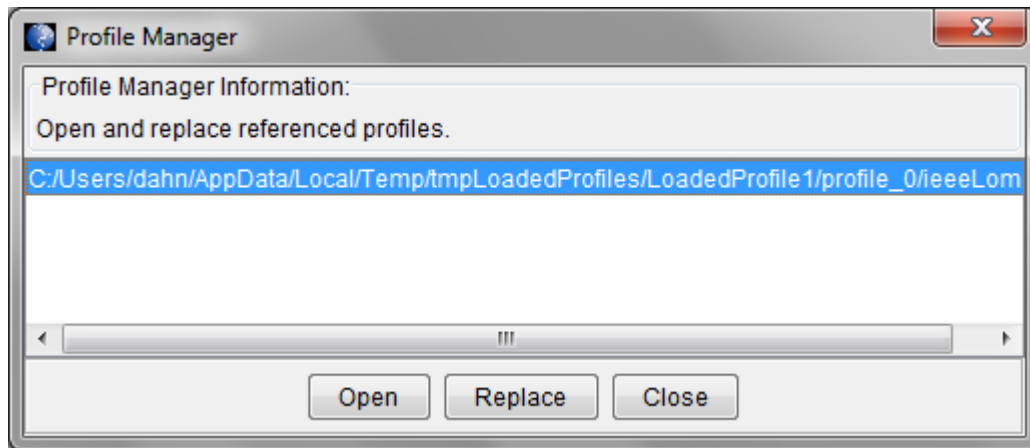 Profile Manager
Profile Manager Information:
Open and replace referenced profiles.
C:/Users/dahn/AppData/Local/Temp/tmpLoadedProfiles/LoadedProfile1/profile_0/ieeeLom
Open Replace Close